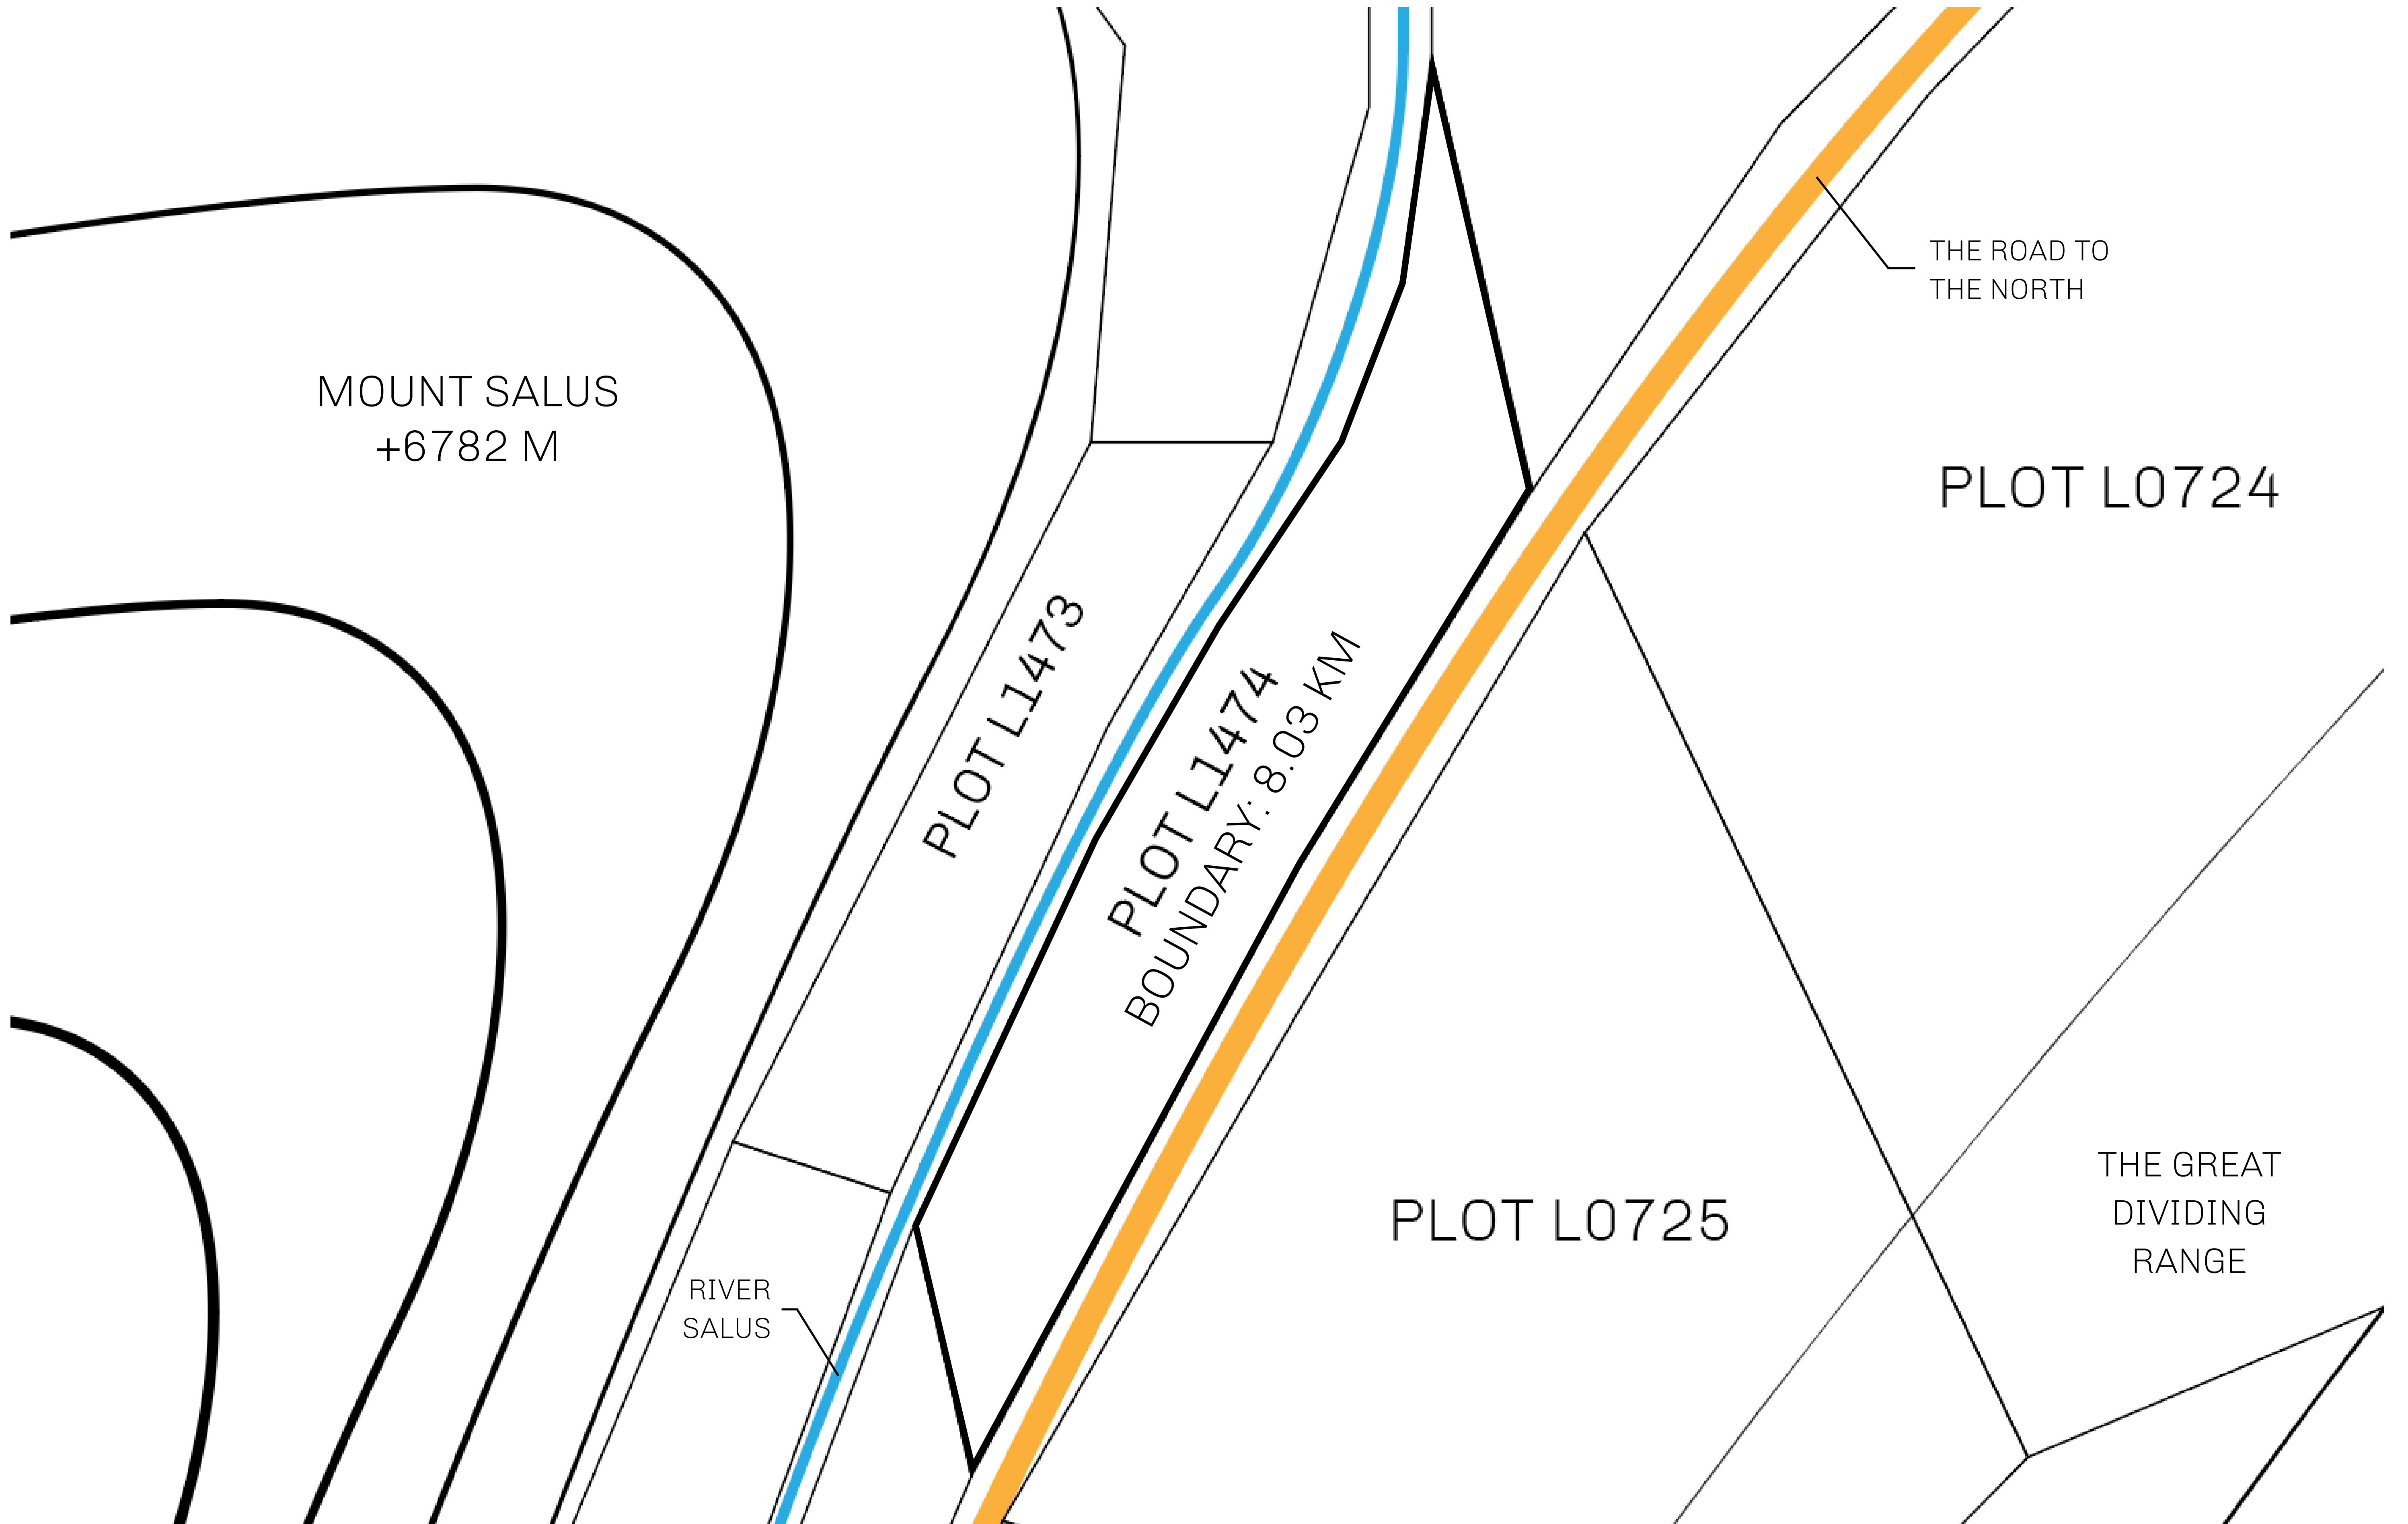 THE ROAD TO
THE NORTH
MOUNT SALUS
+6782 M
PLOT L0724
PLOT L1473
PLOT L1474
BOUNDARY: 8.03 KM
THE GREAT
DIVIDING
RANGE
PLOT L0725
RIVER
SALUS